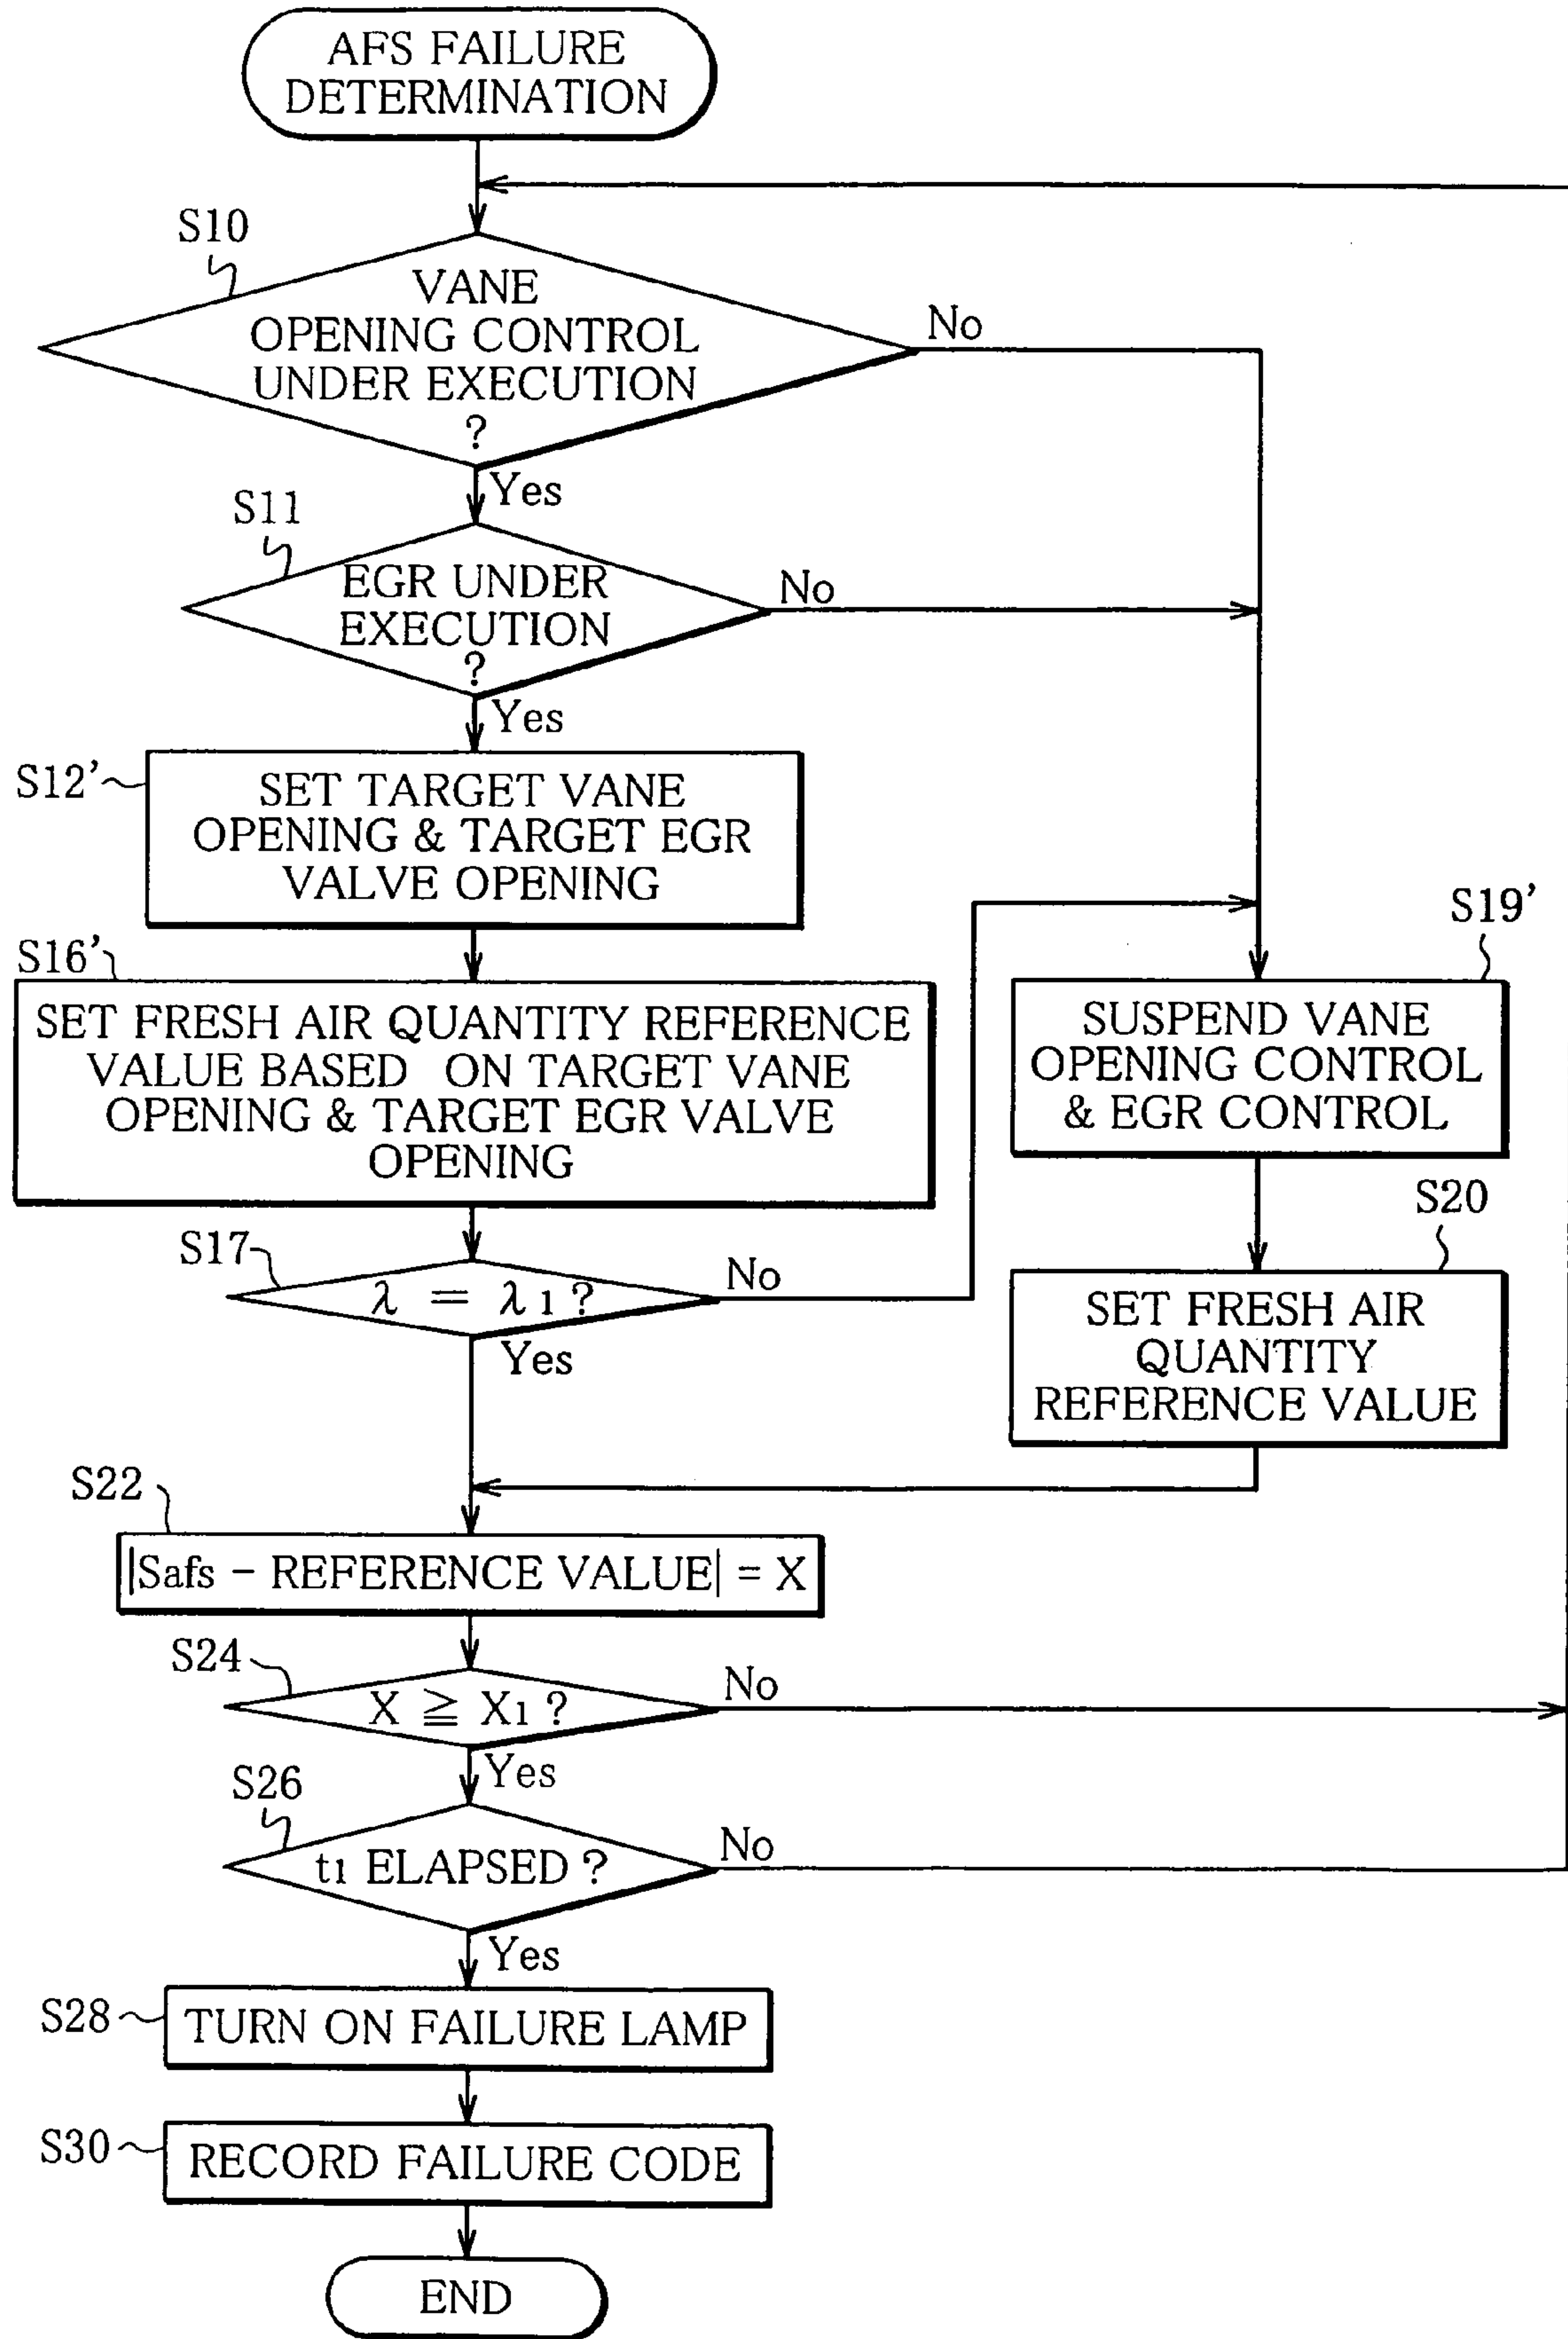 AFS FAILURE
DETERMINATION
S10
VANE
OPENING CONTROL
UNDER EXECUTION
?
No
Yes
S11
EGR UNDER
EXECUTION
?
No
Yes
S12'
SET TARGET VANE
OPENING & TARGET EGR
VALVE OPENING
S16'
SET FRESH AIR QUANTITY REFERENCE
VALUE BASED ON TARGET VANE
OPENING & TARGET EGR VALVE
OPENING
S19'
SUSPEND VANE
OPENING CONTROL
& EGR CONTROL
S17
λ = λ1 ?
No
Yes
S20
SET FRESH AIR
QUANTITY
REFERENCE VALUE
S22
|Safs − REFERENCE VALUE| = X
S24
X ≧ X1 ?
No
Yes
S26
t1 ELAPSED ?
No
Yes
S28
TURN ON FAILURE LAMP
S30
RECORD FAILURE CODE
END